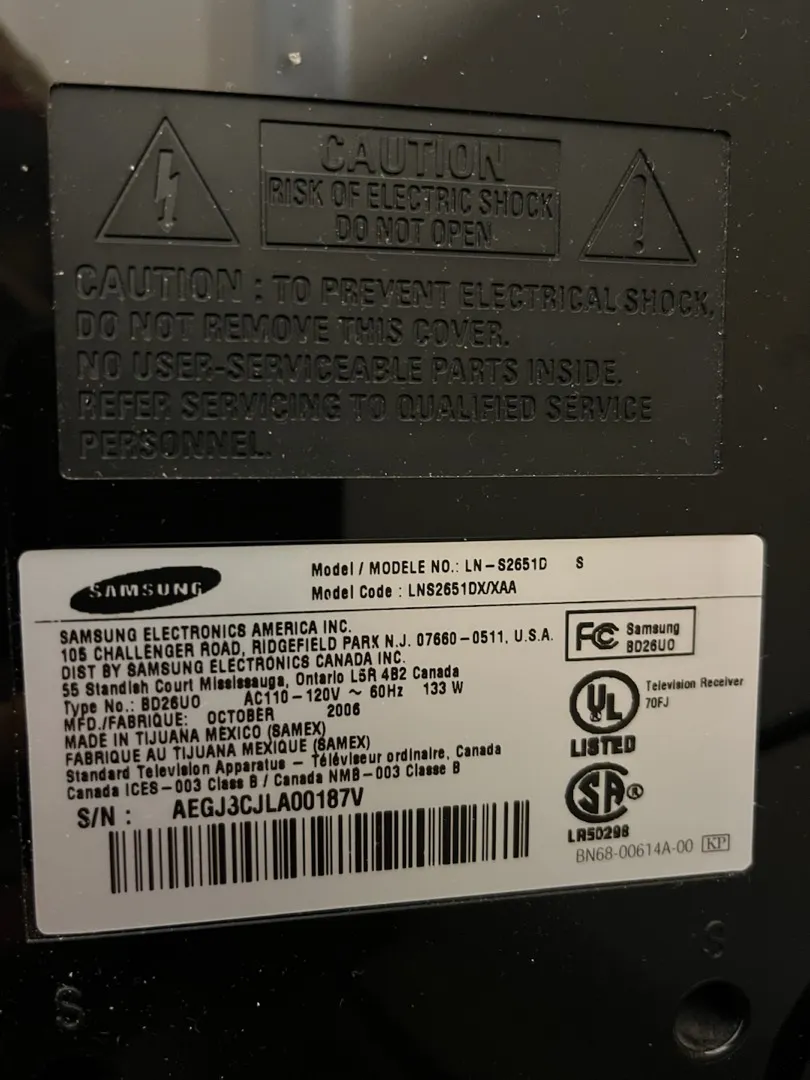 CAUTION
RISK OF ELECTRIC SHOCK
DO NOT OPEN
CAUTION : TO PREVENT ELECTRICAL SHOCK,
DO NOT REMOVE THIS COVER.
NO USER-SERVICEABLE PARTS INSIDE.
REFER SERVICING TO QUALIFIED SERVICE
PERSONNEL.
SAMSUNG
Model / MODELE NO.: LN-S2651D S
Model Code : LNS2651DX/XAA
SAMSUNG ELECTRONICS AMERICA INC.
105 CHALLENGER ROAD, RIDGEFIELD PARK N.J. 07660-0511, U.S.A.
DIST BY SAMSUNG ELECTRONICS CANADA INC.
55 Standish Court Mississauga, Ontario L5R 4B2 Canada
Type No.: BD26UO AC110-120V ~ 60Hz 133 W
MFD./FABRIQUE: OCTOBER 2006
MADE IN TIJUANA MEXICO (SAMEX)
FABRIQUE AU TIJUANA MEXIQUE (SAMEX)
Standard Television Apparatus - Téléviseur ordinaire, Canada
Canada ICES-003 Class B / Canada NMB-003 Classe B
S/N : AEGJ3CJLA00187V
FC Samsung
BD26UO
UL Television Receiver
70FJ
LISTED
SA ®
LR50298
BN68-00614A-00 KP
S
S